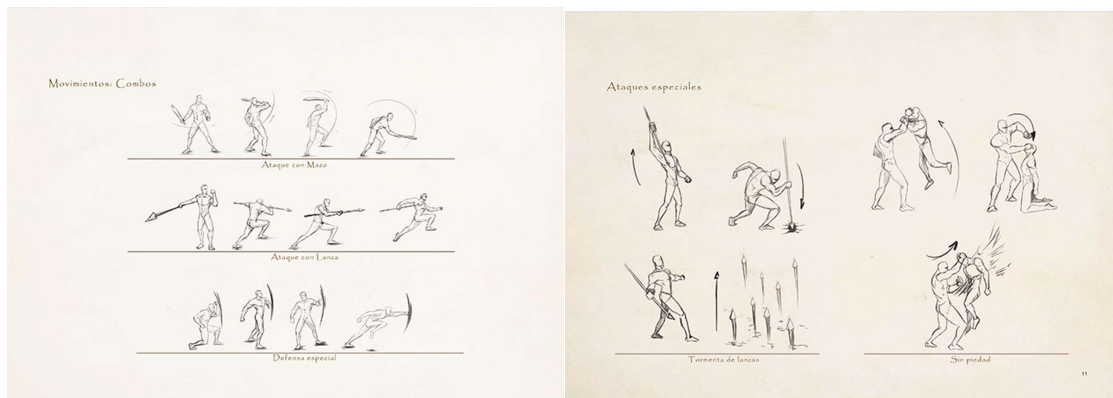 Movimientos: Combos
Ataque con Mazo
Ataque con Lanza
Defensa especial
Ataques especiales
Tormenta de lanzas
Sin piedad
11